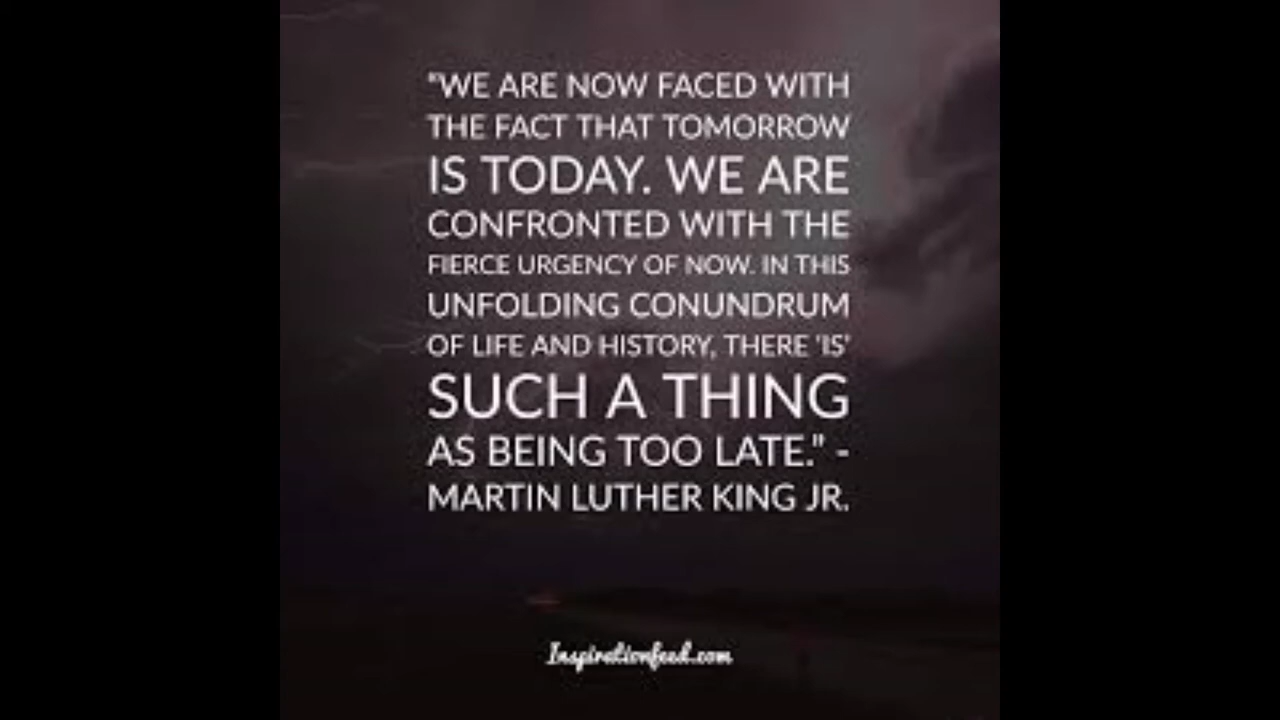 "WE ARE NOW FACED WITH
THE FACT THAT TOMORROW
IS TODAY. WE ARE
CONFRONTED WITH THE
FIERCE URGENCY OF NOW. IN THIS
UNFOLDING CONUNDRUM
OF LIFE AND HISTORY, THERE 'IS'
SUCH A THING
AS BEING TOO LATE." -
MARTIN LUTHER KING JR.
Inspirationfeed.com